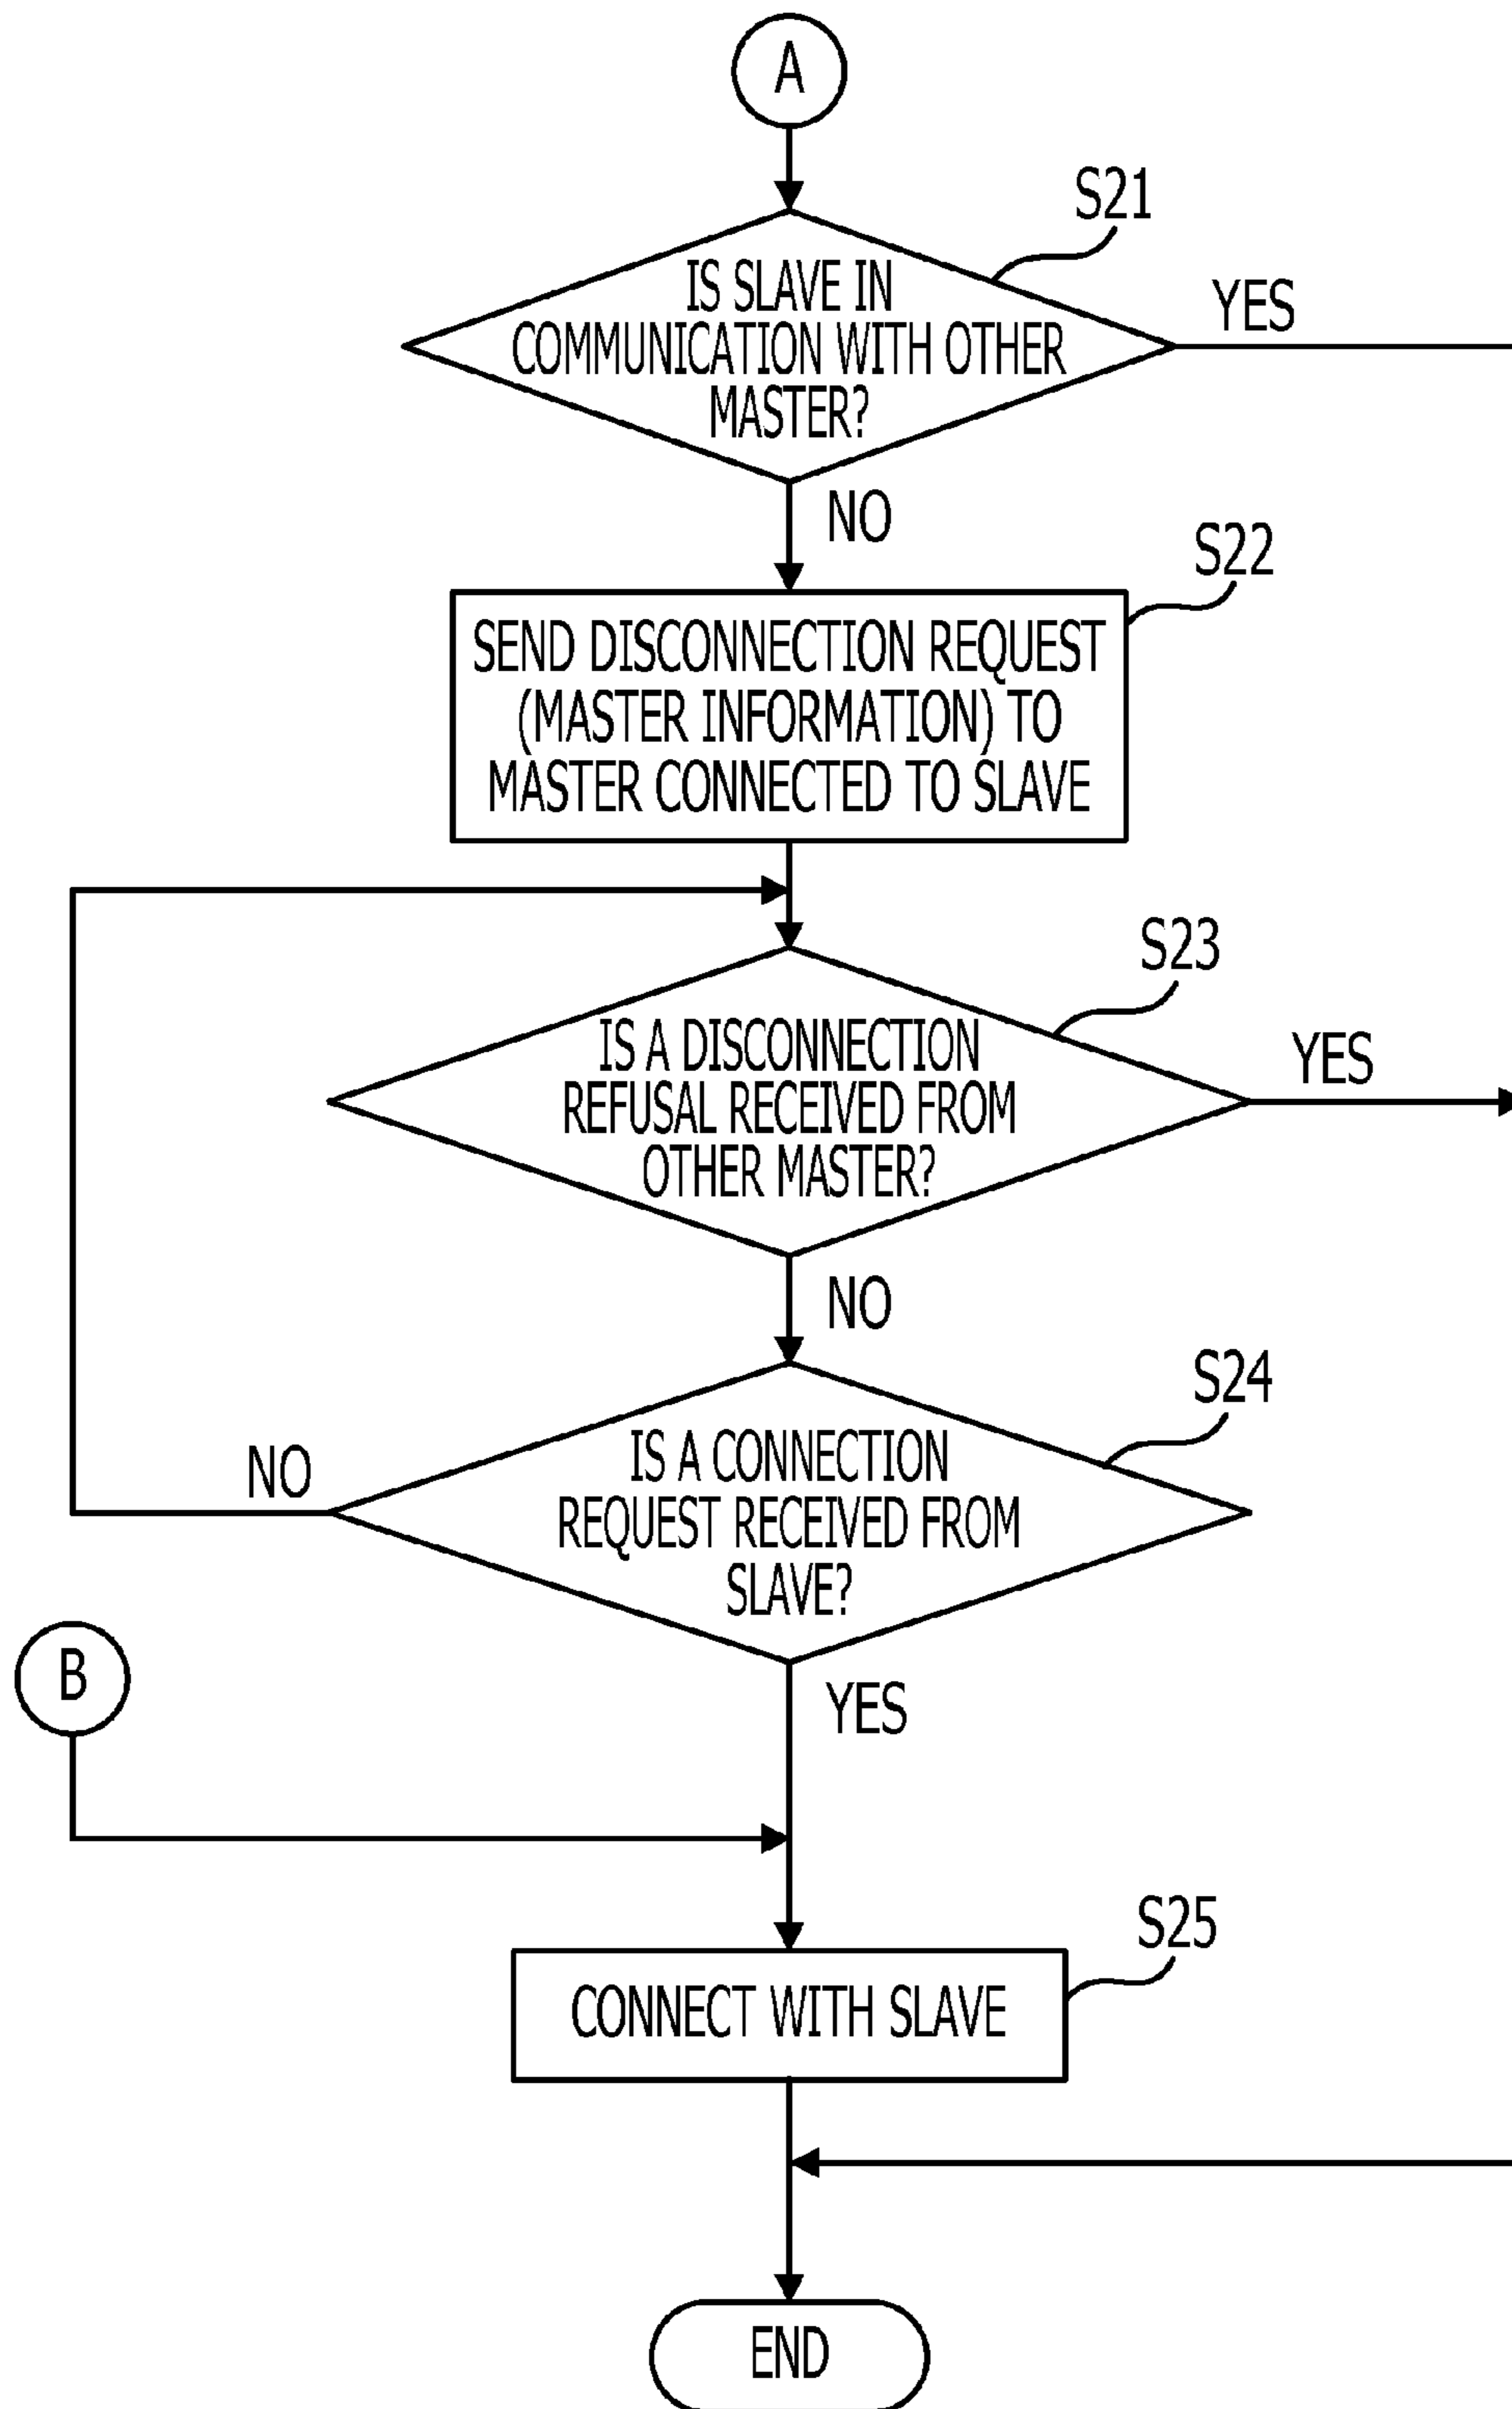 A
S21
IS SLAVE IN
COMMUNICATION WITH OTHER
MASTER?
YES
NO
S22
SEND DISCONNECTION REQUEST
(MASTER INFORMATION) TO
MASTER CONNECTED TO SLAVE
S23
IS A DISCONNECTION
REFUSAL RECEIVED FROM
OTHER MASTER?
YES
NO
S24
IS A CONNECTION
REQUEST RECEIVED FROM
SLAVE?
NO
B
YES
S25
CONNECT WITH SLAVE
END